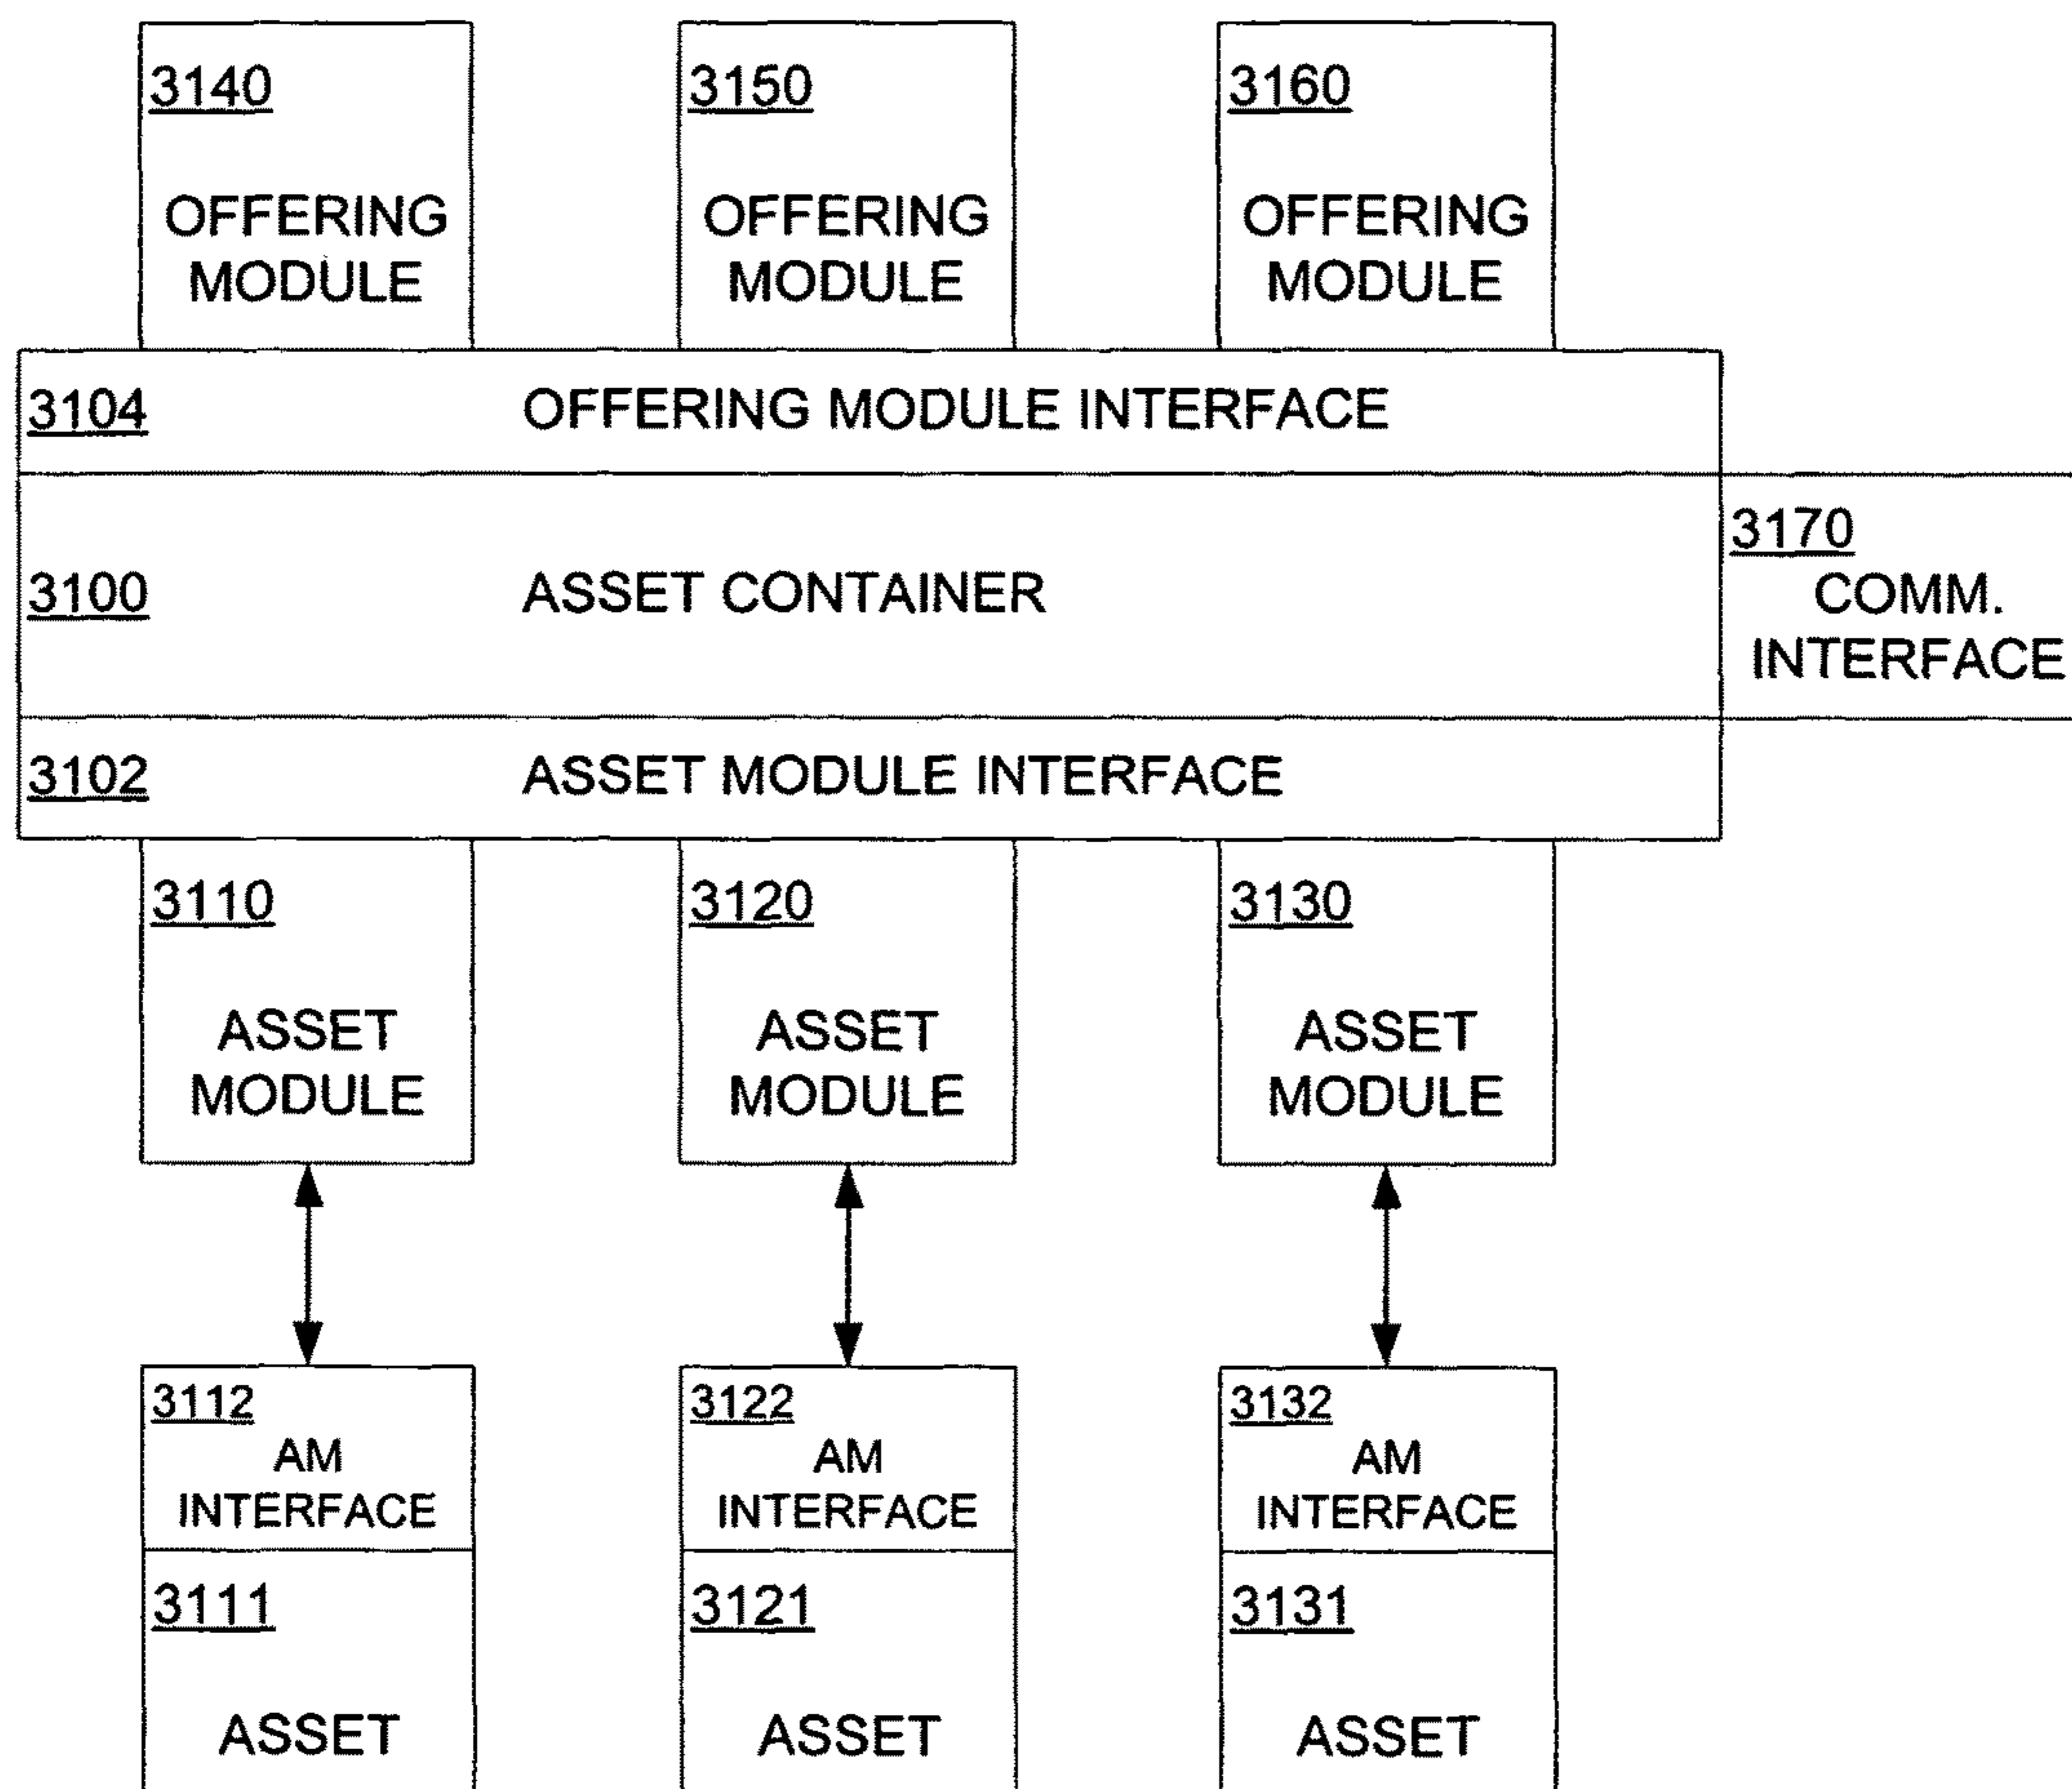 3140
OFFERING
MODULE
3150
OFFERING
MODULE
3160
OFFERING
MODULE
3104
OFFERING MODULE INTERFACE
3100
ASSET CONTAINER
3170
COMM.
INTERFACE
3102
ASSET MODULE INTERFACE
3110
ASSET
MODULE
3120
ASSET
MODULE
3130
ASSET
MODULE
3112
AM
INTERFACE
3122
AM
INTERFACE
3132
AM
INTERFACE
3111
ASSET
3121
ASSET
3131
ASSET